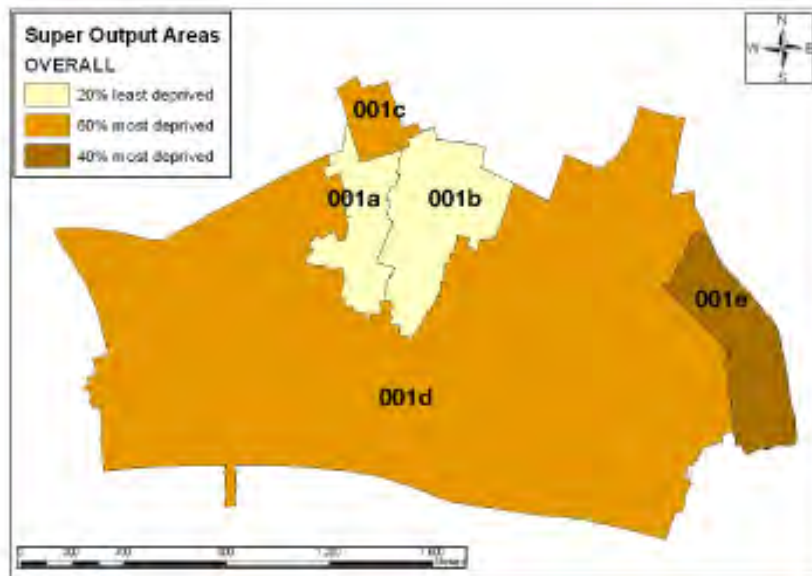 Super Output Areas
OVERALL
20% least deprived
60% most deprived
40% most deprived
N
W E
S
001c
001a
001b
001e
001d